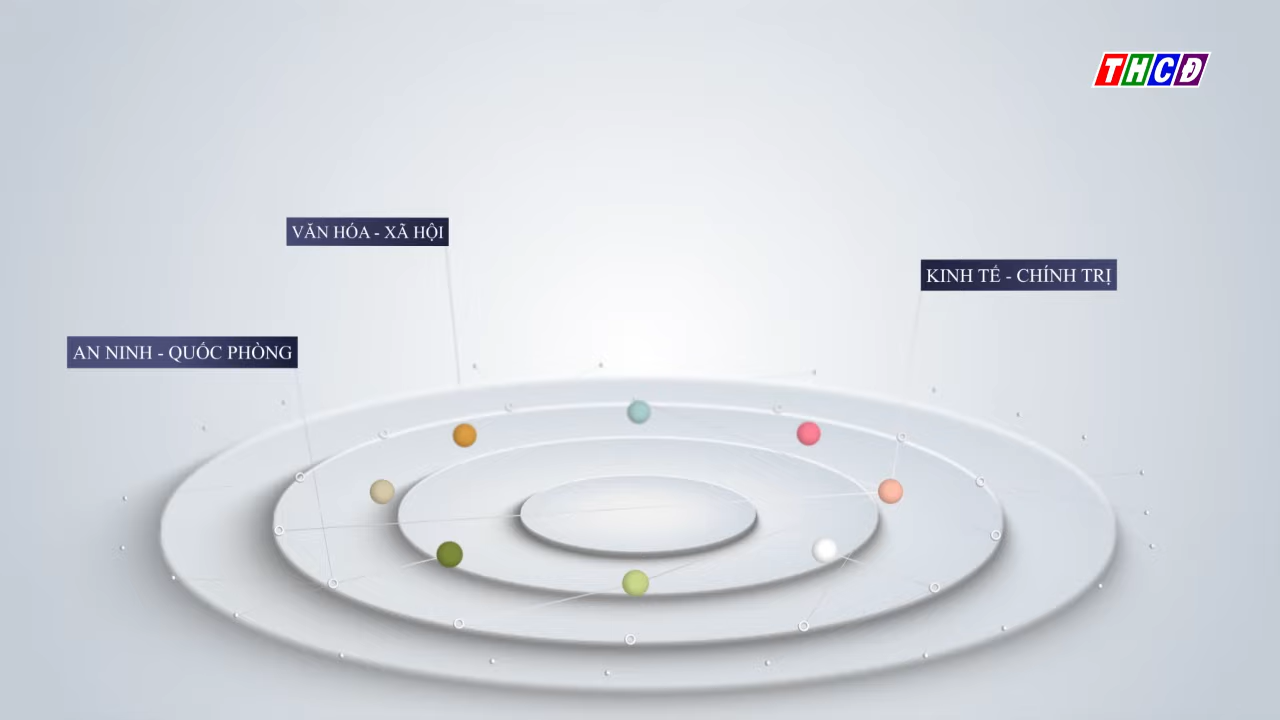 THCĐ
VĂN HÓA - XÃ HỘI
KINH TẾ - CHÍNH TRỊ
AN NINH - QUỐC PHÒNG